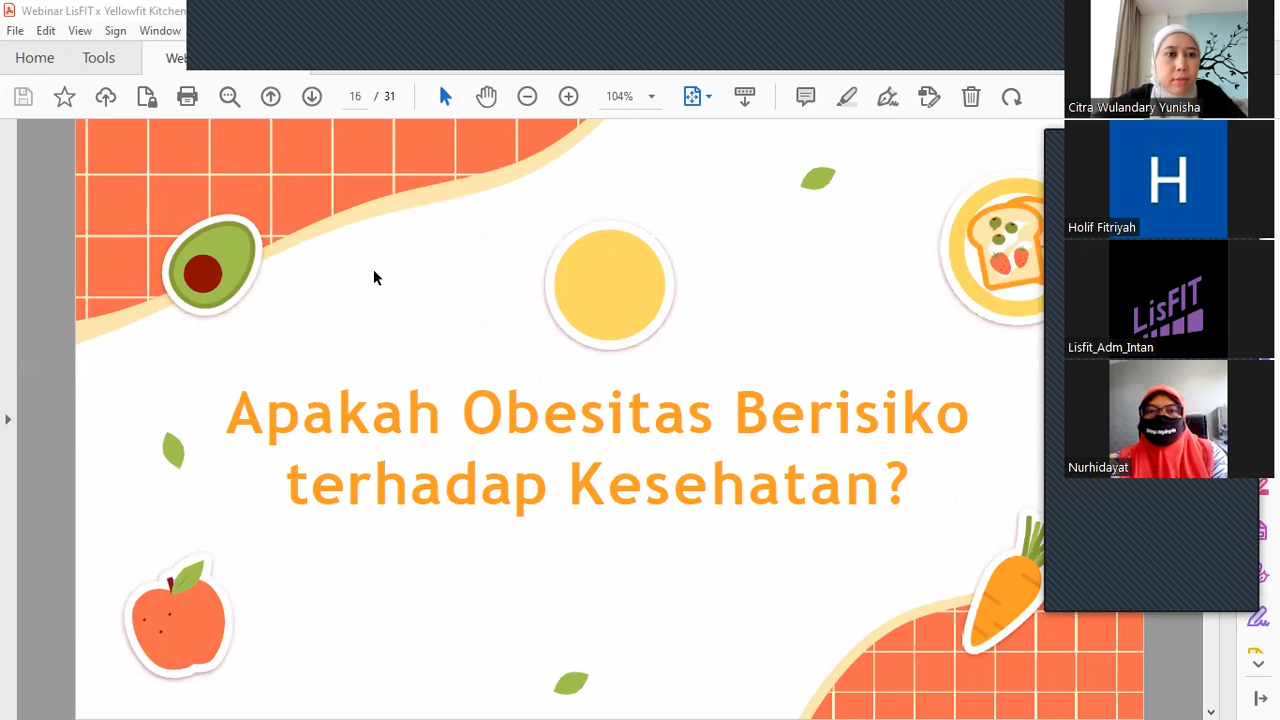 Webinar LisFIT x Yellowfit Kitchen
File Edit View Sign Window
Home Tools Web
16 / 31 104%
Citra Wulandary Yunisha
H
Holif Fitriyah
LisFIT
Lisfit_Adm_Intan
Nurhidayat
Apakah Obesitas Berisiko
terhadap Kesehatan?